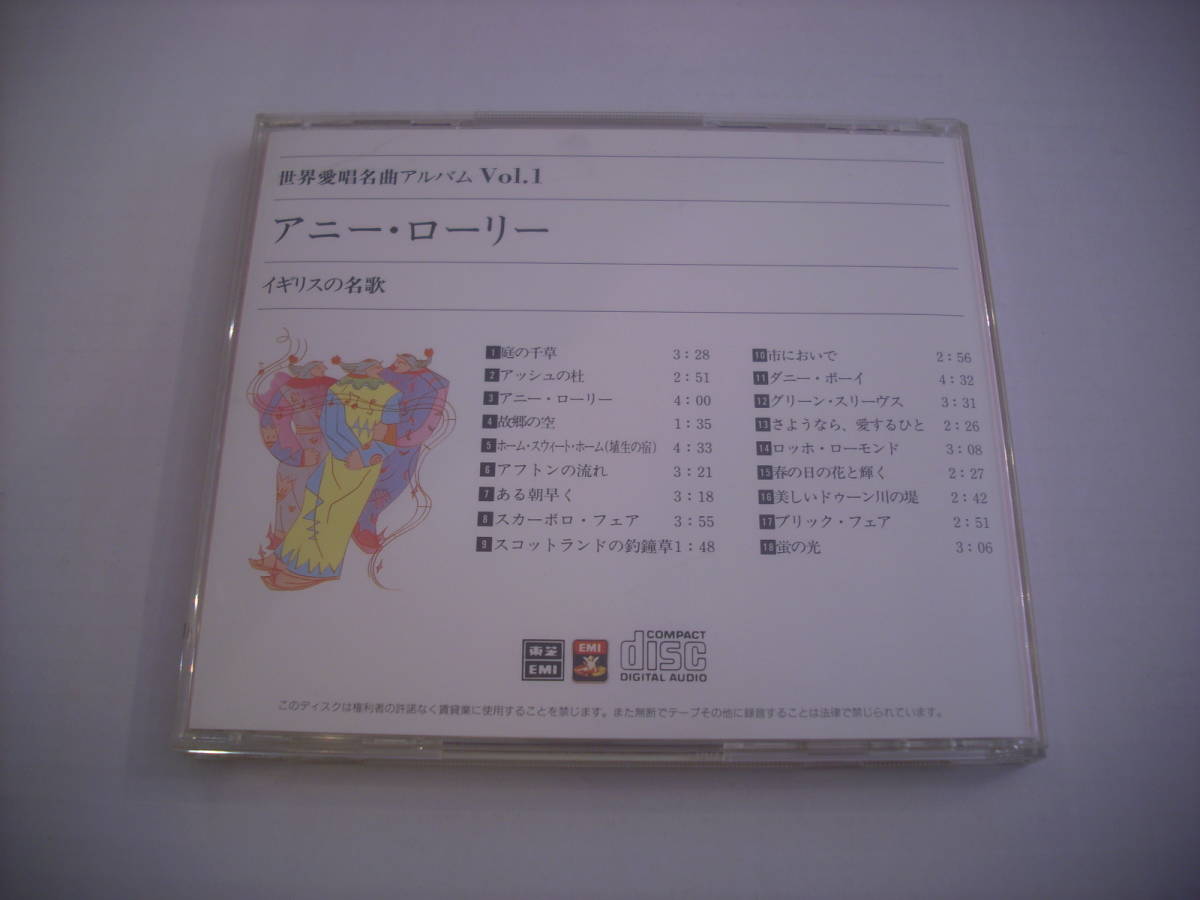 世界愛唱名曲アルバム Vol.1
アニー・ローリー
イギリスの名歌
1 庭の千草 3:28
2 アッシュの杜 2:51
3 アニー・ローリー 4:00
4 故郷の空 1:35
5 ホーム・スウィート・ホーム(埴生の宿) 4:33
6 アフトンの流れ 3:21
7 ある朝早く 3:18
8 スカーボロ・フェア 3:55
9 スコットランドの釣鐘草 1:48
10 市においで 2:56
11 ダニー・ボーイ 4:32
12 グリーン・スリーヴス 3:31
13 さようなら、愛するひと 2:26
14 ロッホ・ローモンド 3:08
15 春の日の花と輝く 2:27
16 美しいドゥーン川の堤 2:42
17 ブリック・フェア 2:51
18 蛍の光 3:06
東芝
EMI
EMI
COMPACT
disc
DIGITAL AUDIO
このディスクは権利者の許諾なく賃貸業に使用することを禁じます。また無断でテープその他に録音することは法律で禁じられています。